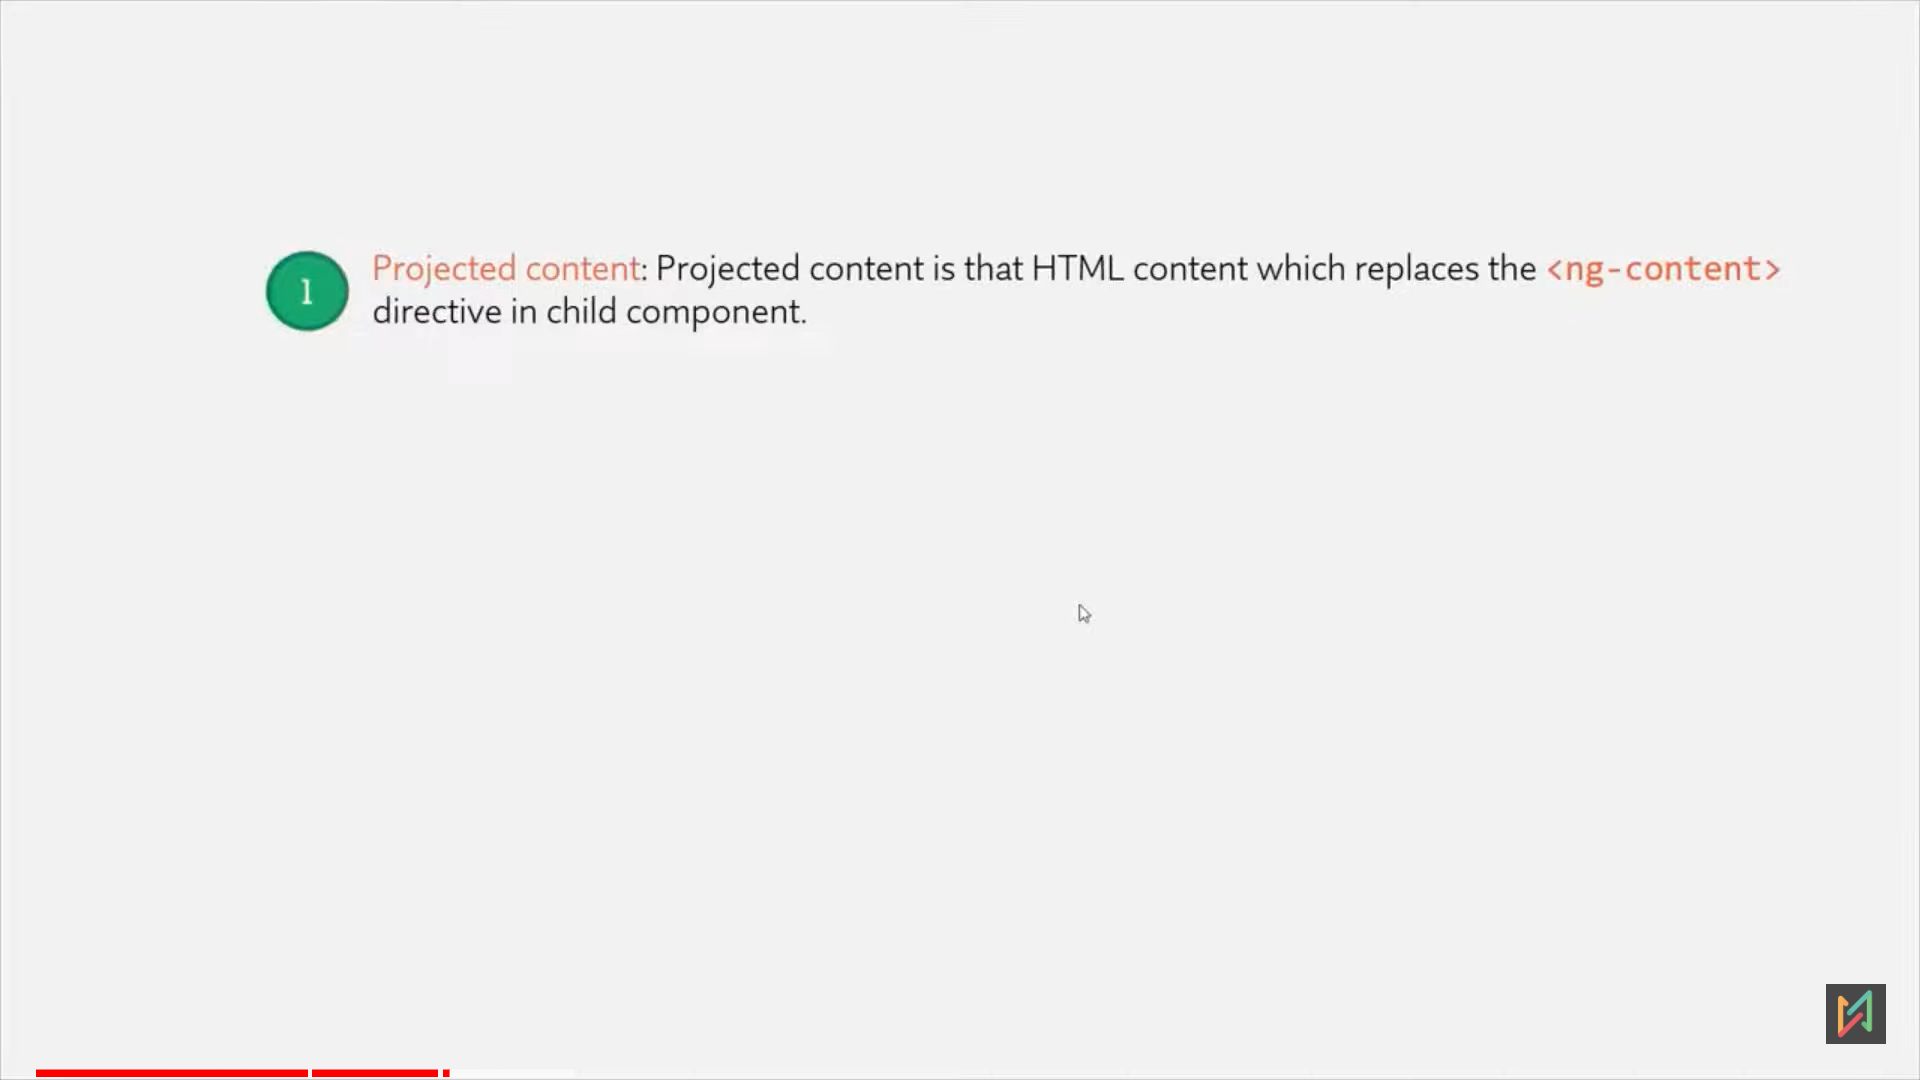 1
Projected content: Projected content is that HTML content which replaces the <ng-content>
directive in child component.